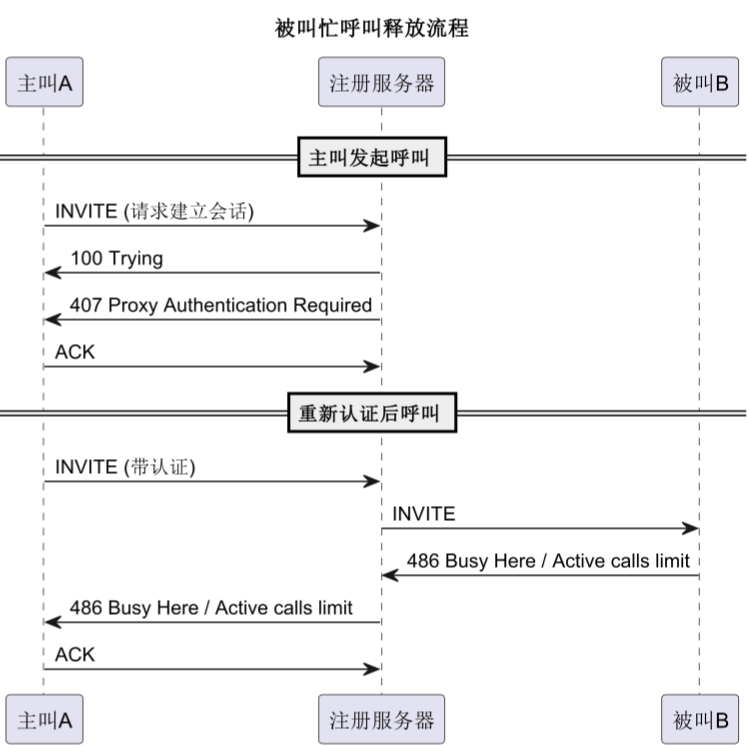 被叫忙呼叫释放流程
主叫A 注册服务器 被叫B
主叫发起呼叫
INVITE (请求建立会话)
100 Trying
407 Proxy Authentication Required
ACK
重新认证后呼叫
INVITE (带认证)
INVITE
486 Busy Here / Active calls limit
486 Busy Here / Active calls limit
ACK
主叫A 注册服务器 被叫B